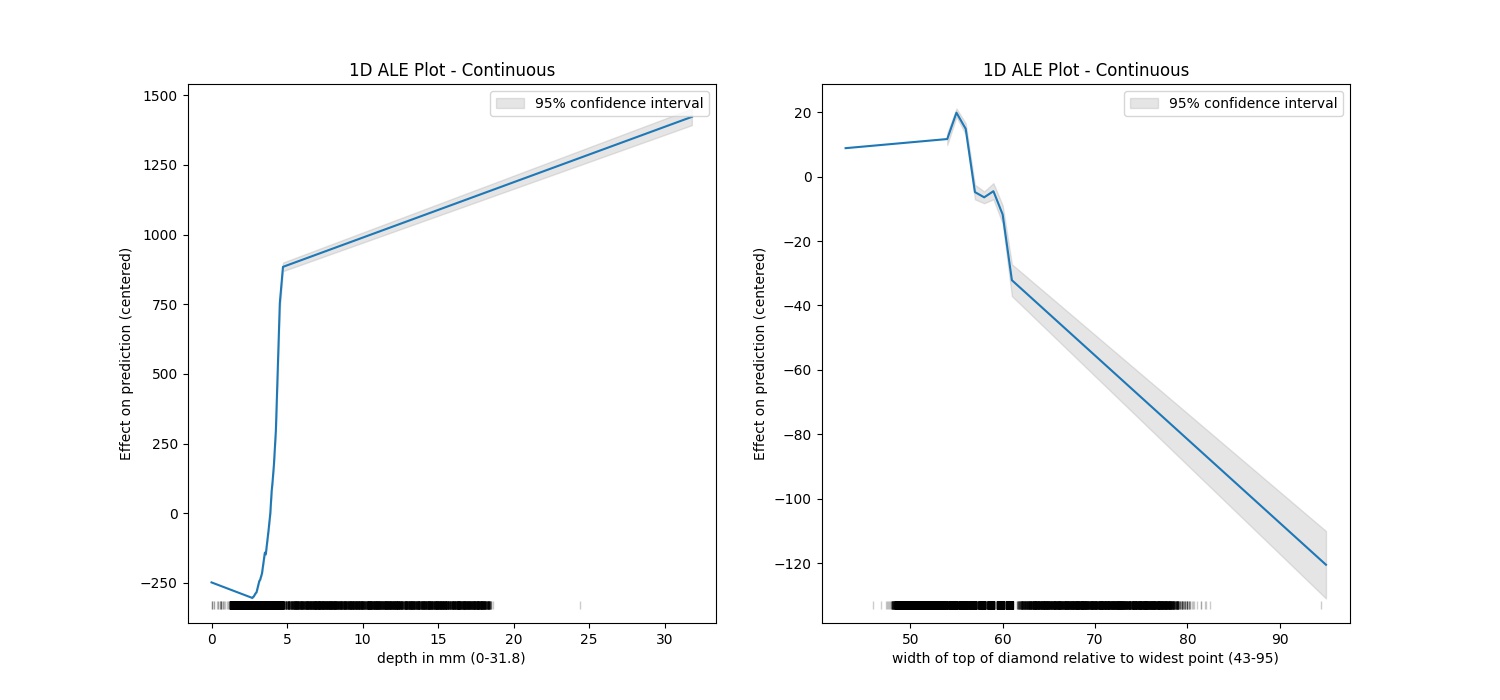 1D ALE Plot - Continuous
95% confidence interval
Effect on prediction (centered)
1500
1250
1000
750
500
250
0
−250
0 5 10 15 20 25 30
depth in mm (0-31.8)
1D ALE Plot - Continuous
95% confidence interval
Effect on prediction (centered)
20
0
−20
−40
−60
−80
−100
−120
50 60 70 80 90
width of top of diamond relative to widest point (43-95)